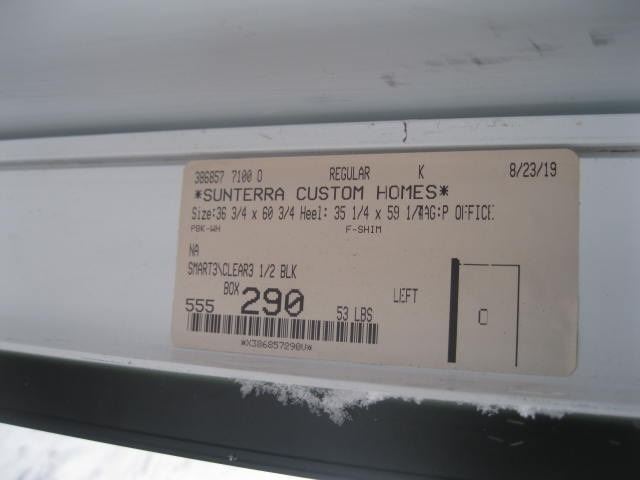 386857 7100 0 REGULAR K 8/23/19
*SUNTERRA CUSTOM HOMES*
Size:36 3/4 x 60 3/4 Heel: 35 1/4 x 59 1/ TAG:P OFFICE
PBK-WH F-SHIM
NA
SMART3\CLEAR3 1/2 BLK
555 BOX 290 53 LBS LEFT
O
*X386857290V*